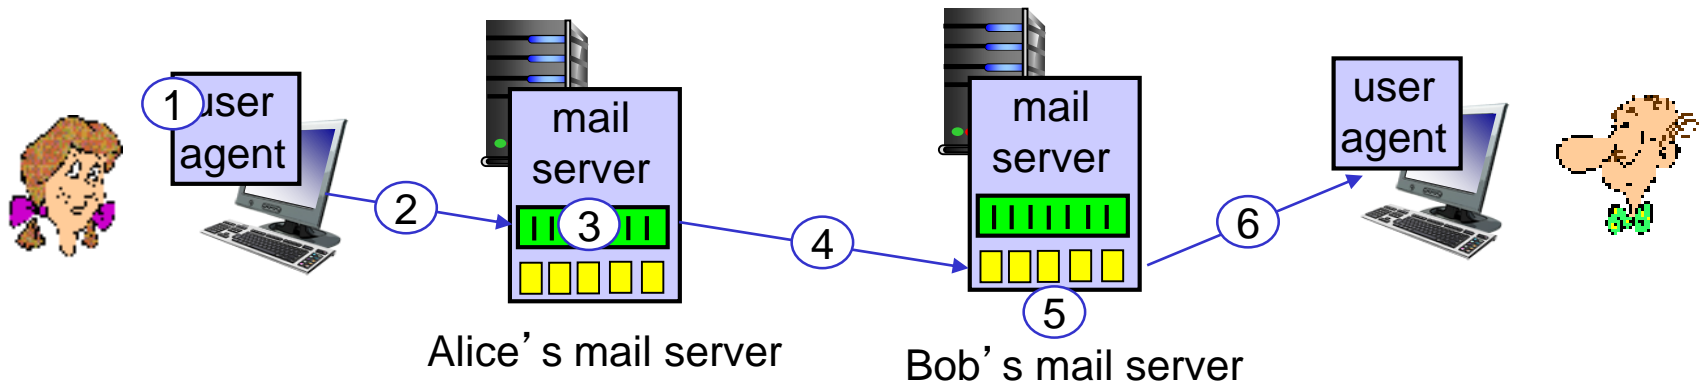 1
user
agent
2
mail
server
3
Alice’s mail server
4
mail
server
5
Bob’s mail server
6
user
agent